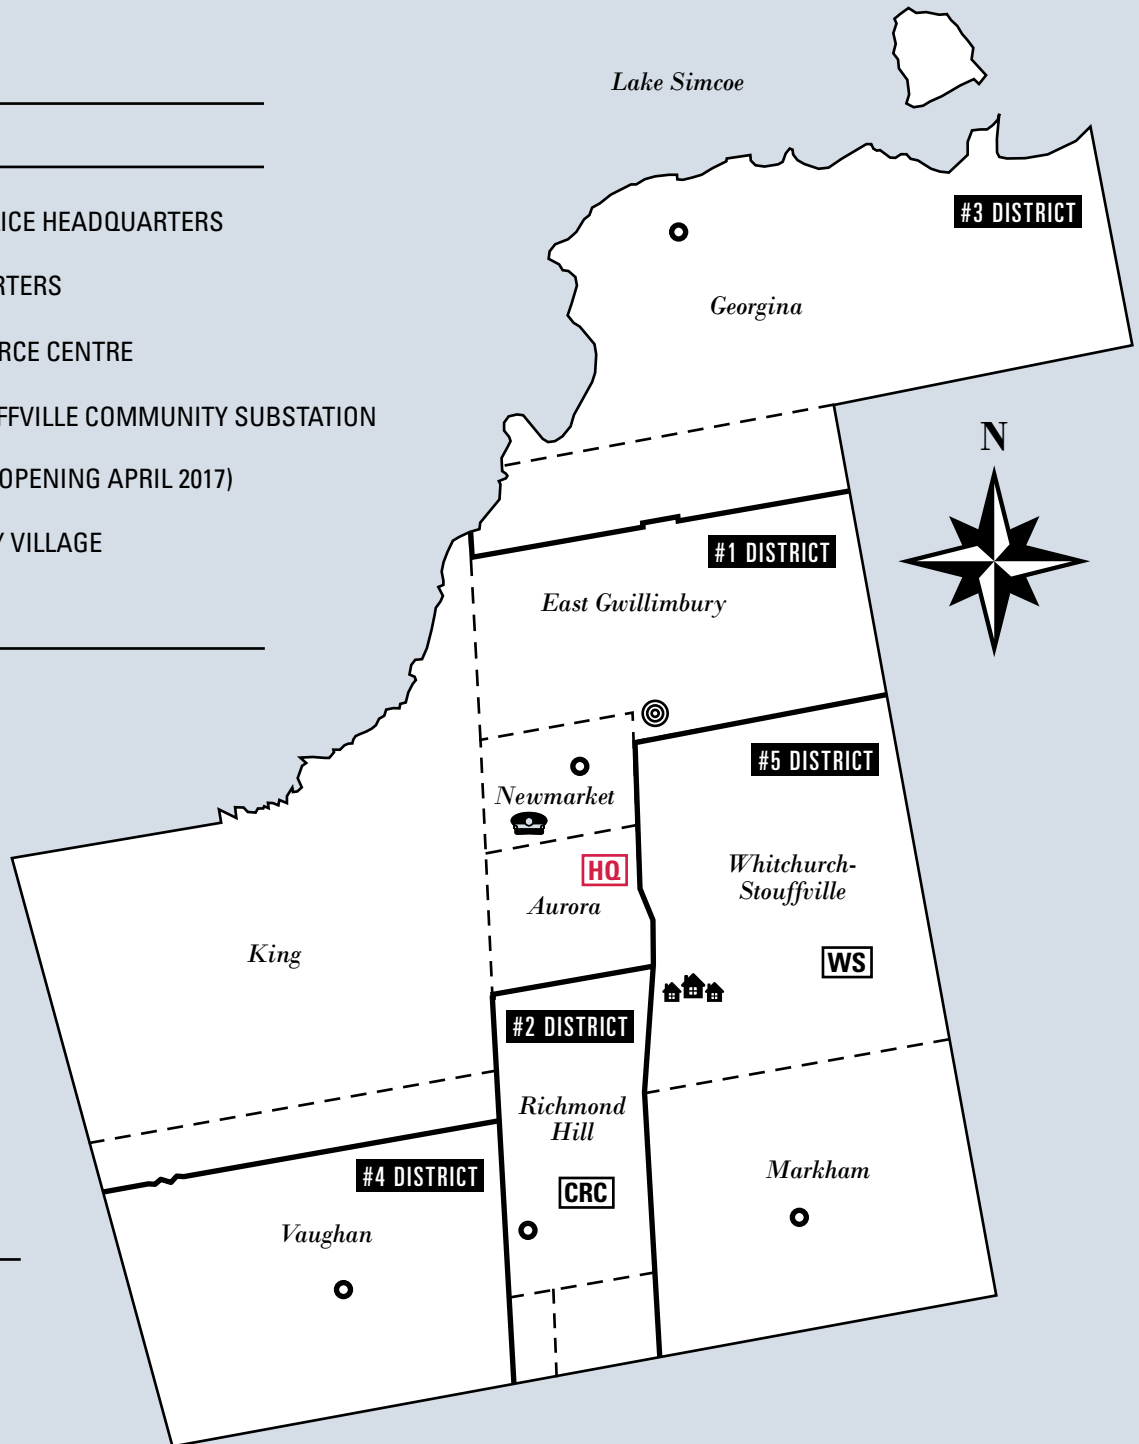 Lake Simcoe
ICE HEADQUARTERS
RTERS
RCE CENTRE
FFVILLE COMMUNITY SUBSTATION
OPENING APRIL 2017)
Y VILLAGE
#3 DISTRICT
Georgina
N
#1 DISTRICT
East Gwillimbury
#5 DISTRICT
Newmarket
HQ
Whitchurch-
Stouffville
Aurora
King
WS
#2 DISTRICT
Richmond
Hill
#4 DISTRICT
CRC
Markham
Vaughan